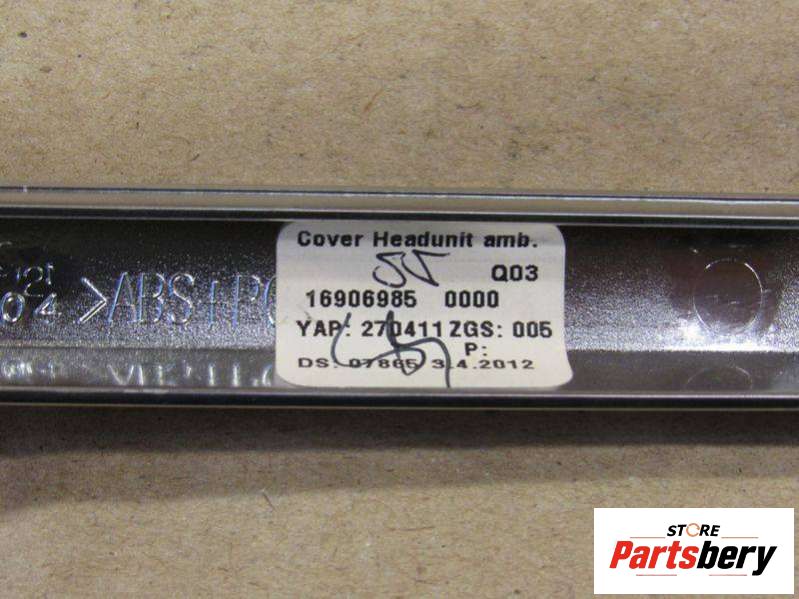 Cover Headunit amb.
Q03
16906985 0000
YAP: 270411 ZGS: 005
P:
DS: 07865 3.4.2012
04 >ABS+PC
STORE
Partsbery